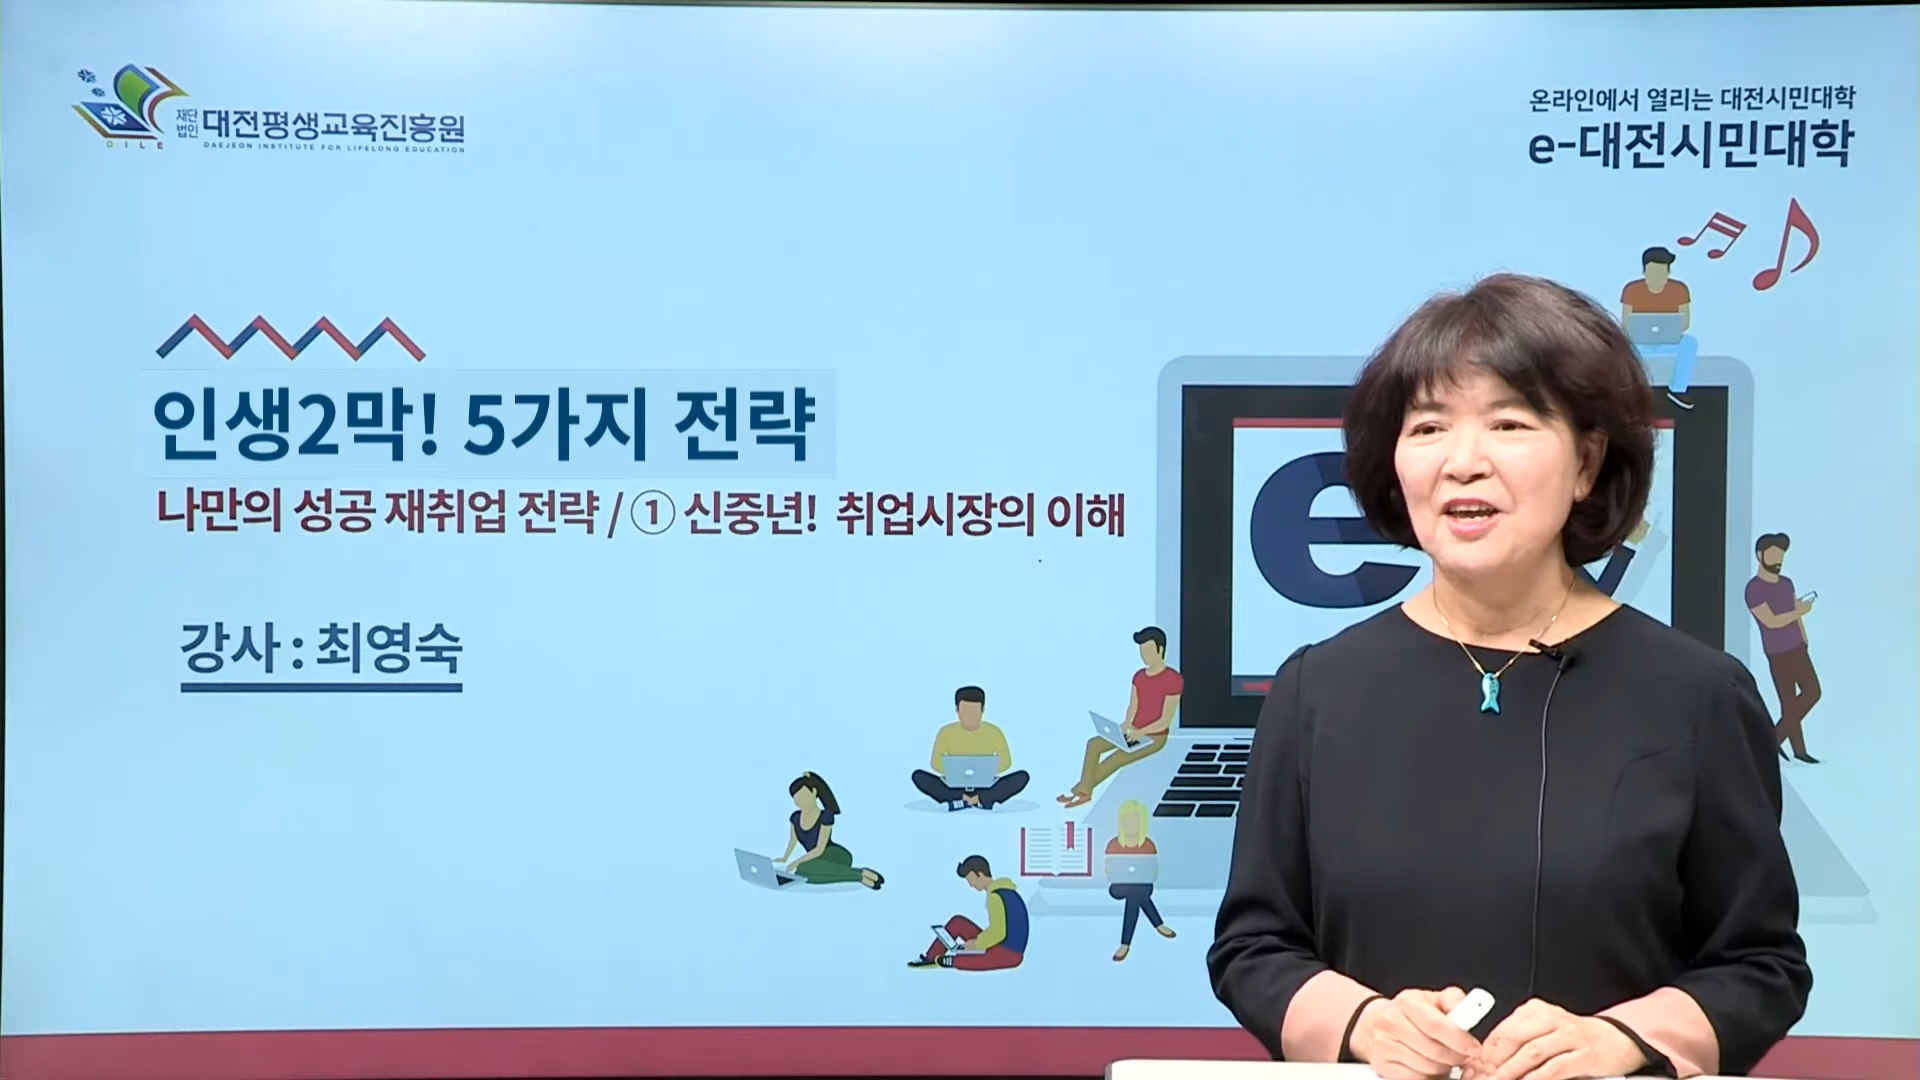 재단
법인 대전평생교육진흥원
DAEJEON INSTITUTE FOR LIFELONG EDUCATION
DILE
온라인에서 열리는 대전시민대학
e-대전시민대학
인생2막! 5가지 전략
나만의 성공 재취업 전략 / ① 신중년! 취업시장의 이해
강사 : 최영숙
e